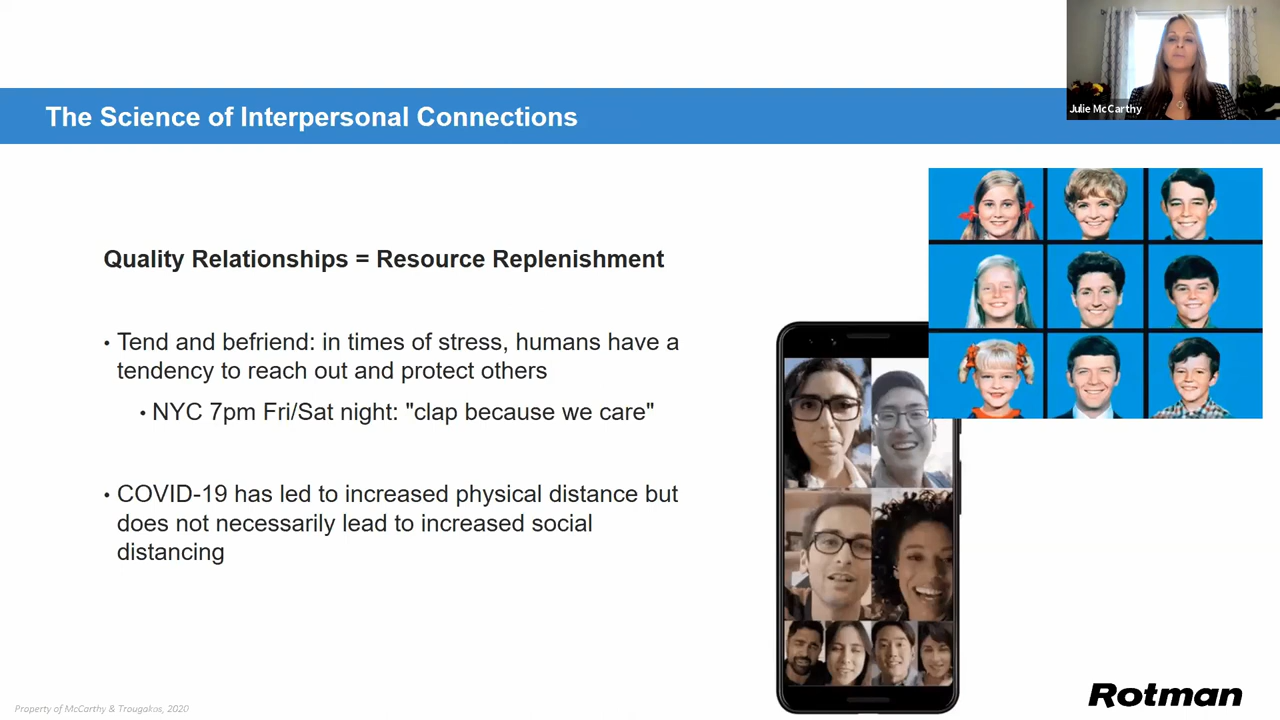 Julie McCarthy
The Science of Interpersonal Connections
Quality Relationships = Resource Replenishment
• Tend and befriend: in times of stress, humans have a
tendency to reach out and protect others
• NYC 7pm Fri/Sat night: "clap because we care"
• COVID-19 has led to increased physical distance but
does not necessarily lead to increased social
distancing
Property of McCarthy & Trougakos, 2020
Rotman